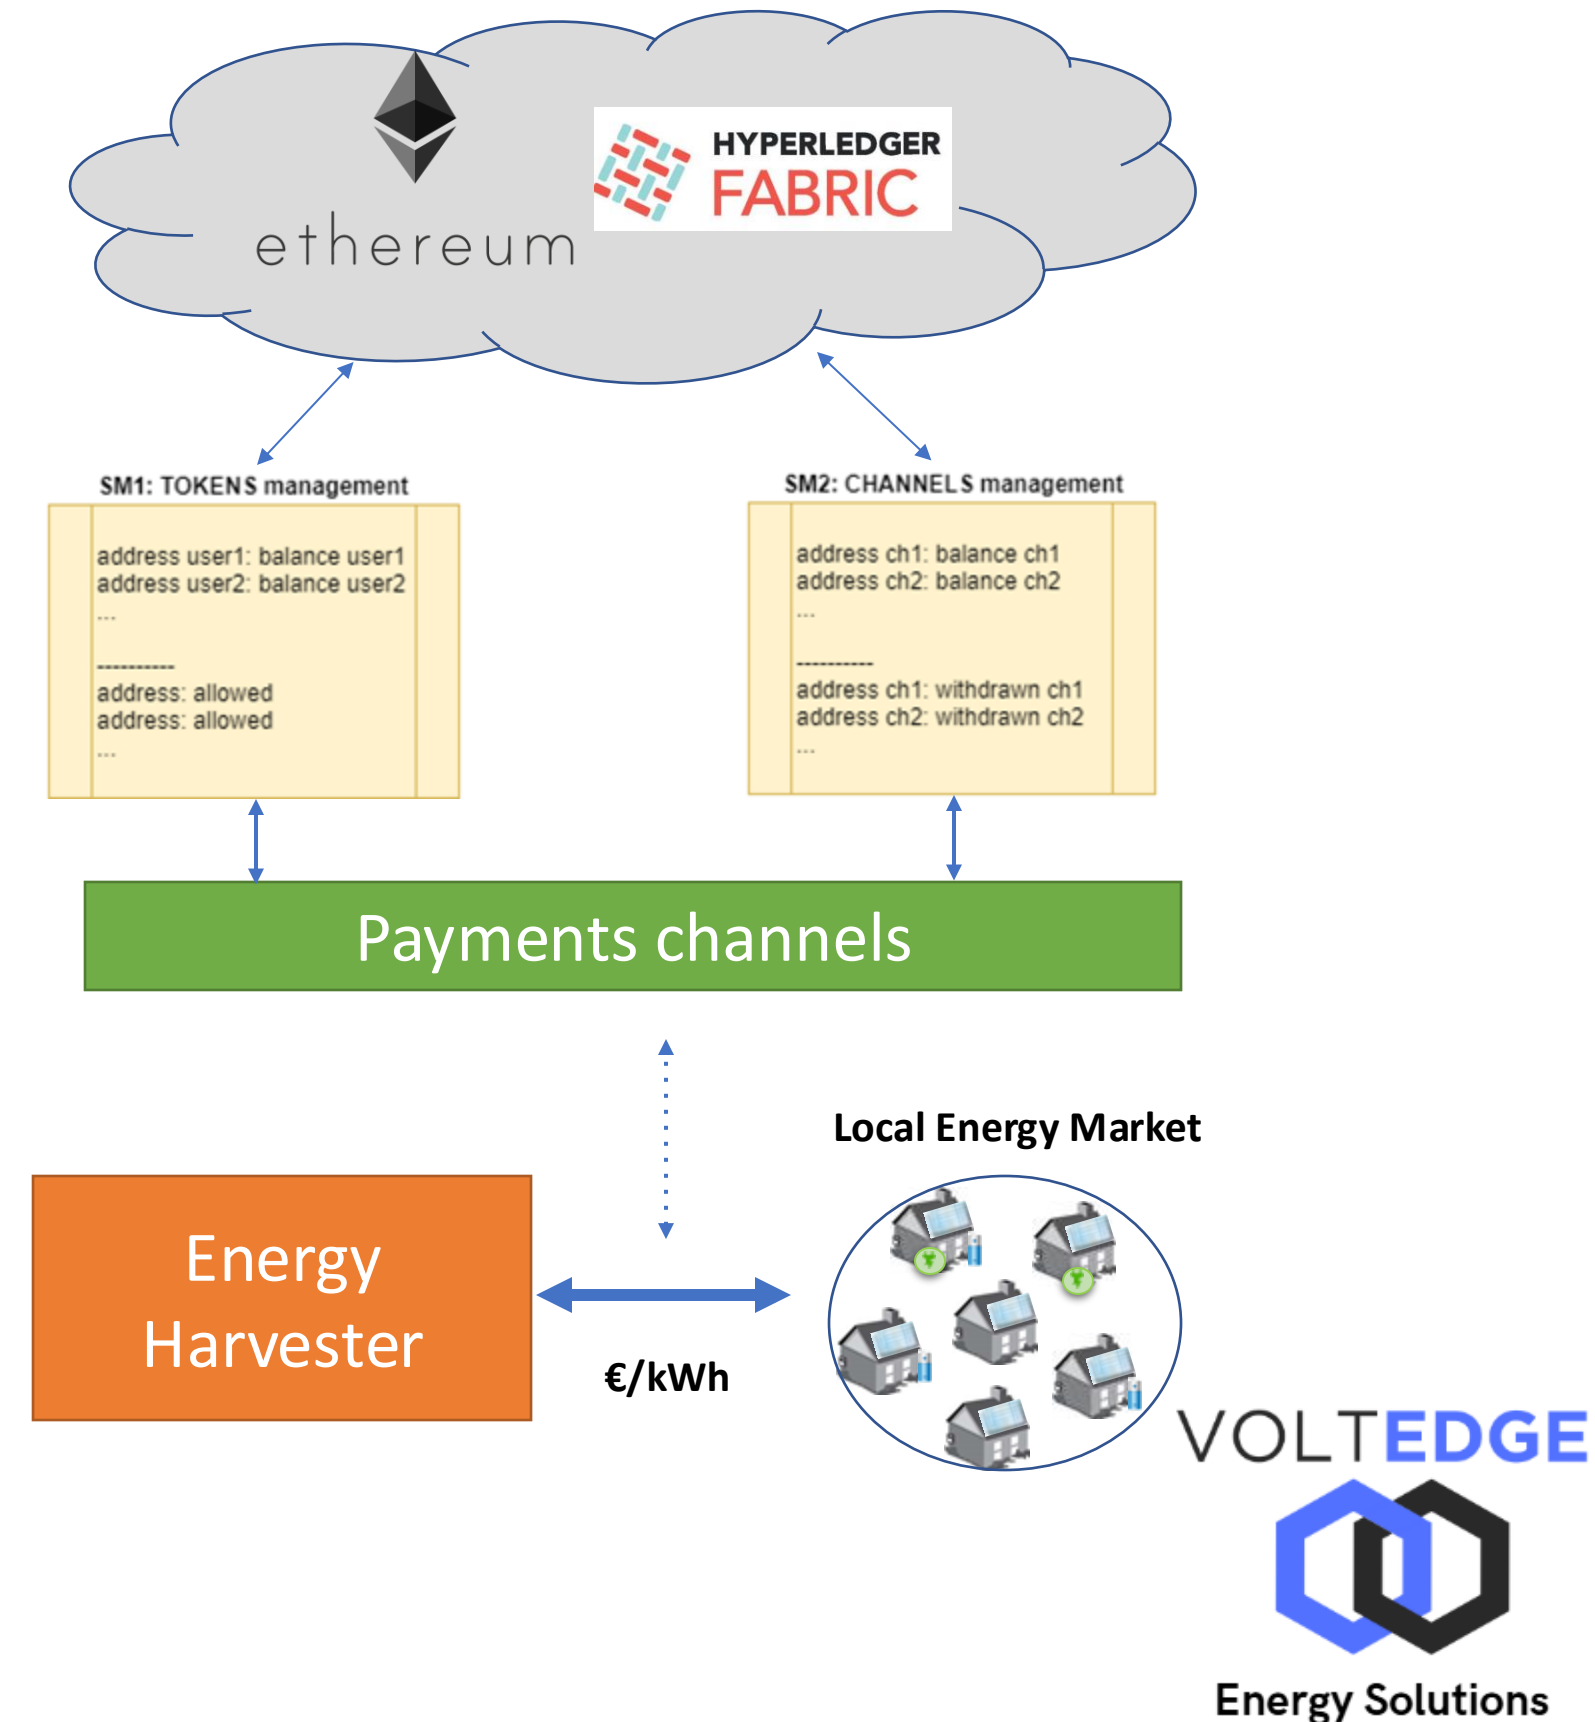 ethereum
HYPERLEDGER
FABRIC
SM1: TOKENS management
address user1: balance user1
address user2: balance user2
...
----------
address: allowed
address: allowed
...
SM2: CHANNELS management
address ch1: balance ch1
address ch2: balance ch2
...
----------
address ch1: withdrawn ch1
address ch2: withdrawn ch2
...
Payments channels
Local Energy Market
Energy
Harvester
€/kWh
VOLTEDGE
Energy Solutions